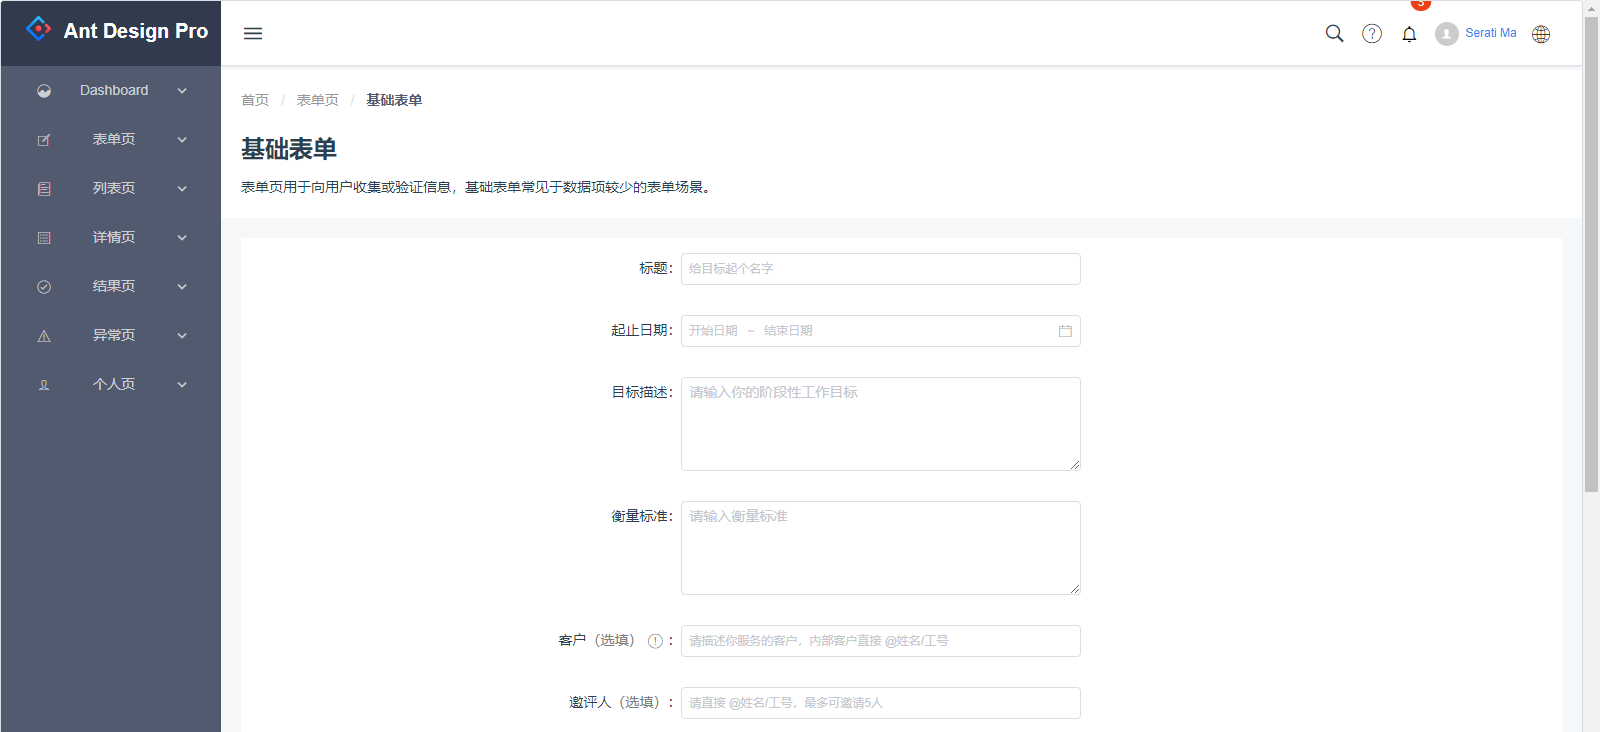 Ant Design Pro
Serati Ma
Dashboard
表单页
列表页
详情页
结果页
异常页
个人页
首页 / 表单页 / 基础表单
基础表单
表单页用于向用户收集或验证信息，基础表单常见于数据项较少的表单场景。
标题： 给目标起个名字
起止日期： 开始日期 ~ 结束日期
目标描述： 请输入你的阶段性工作目标
衡量标准： 请输入衡量标准
客户（选填） ： 请描述你服务的客户，内部客户直接 @姓名/工号
邀评人（选填）： 请直接 @姓名/工号，最多可邀请5人